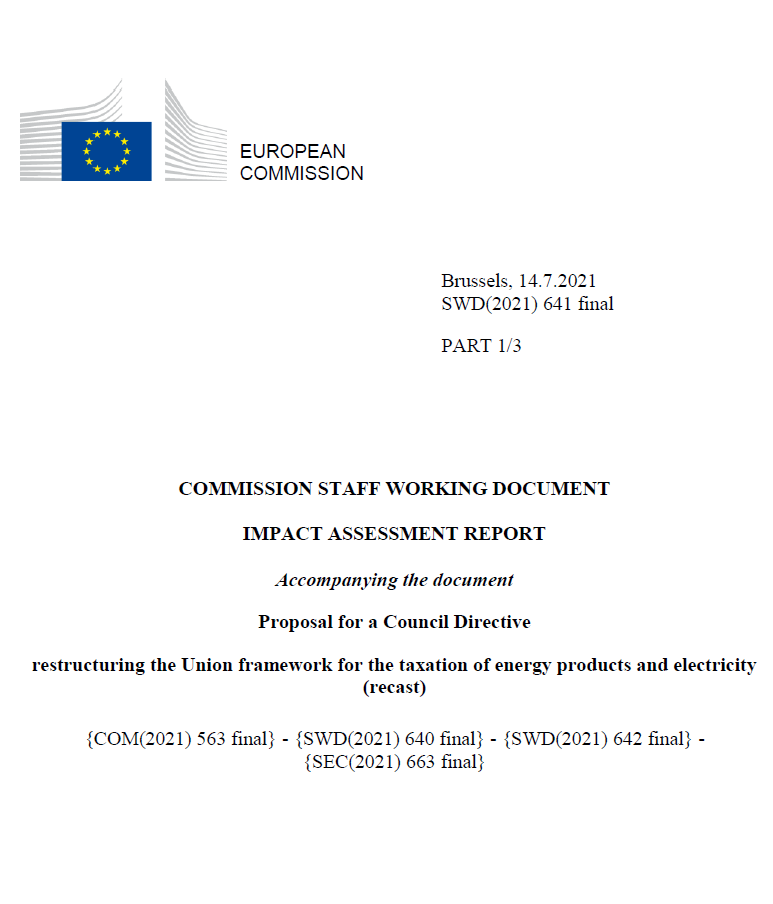 EUROPEAN
COMMISSION
Brussels, 14.7.2021
SWD(2021) 641 final
PART 1/3
COMMISSION STAFF WORKING DOCUMENT
IMPACT ASSESSMENT REPORT
Accompanying the document
Proposal for a Council Directive
restructuring the Union framework for the taxation of energy products and electricity
(recast)
{COM(2021) 563 final} - {SWD(2021) 640 final} - {SWD(2021) 642 final} -
{SEC(2021) 663 final}